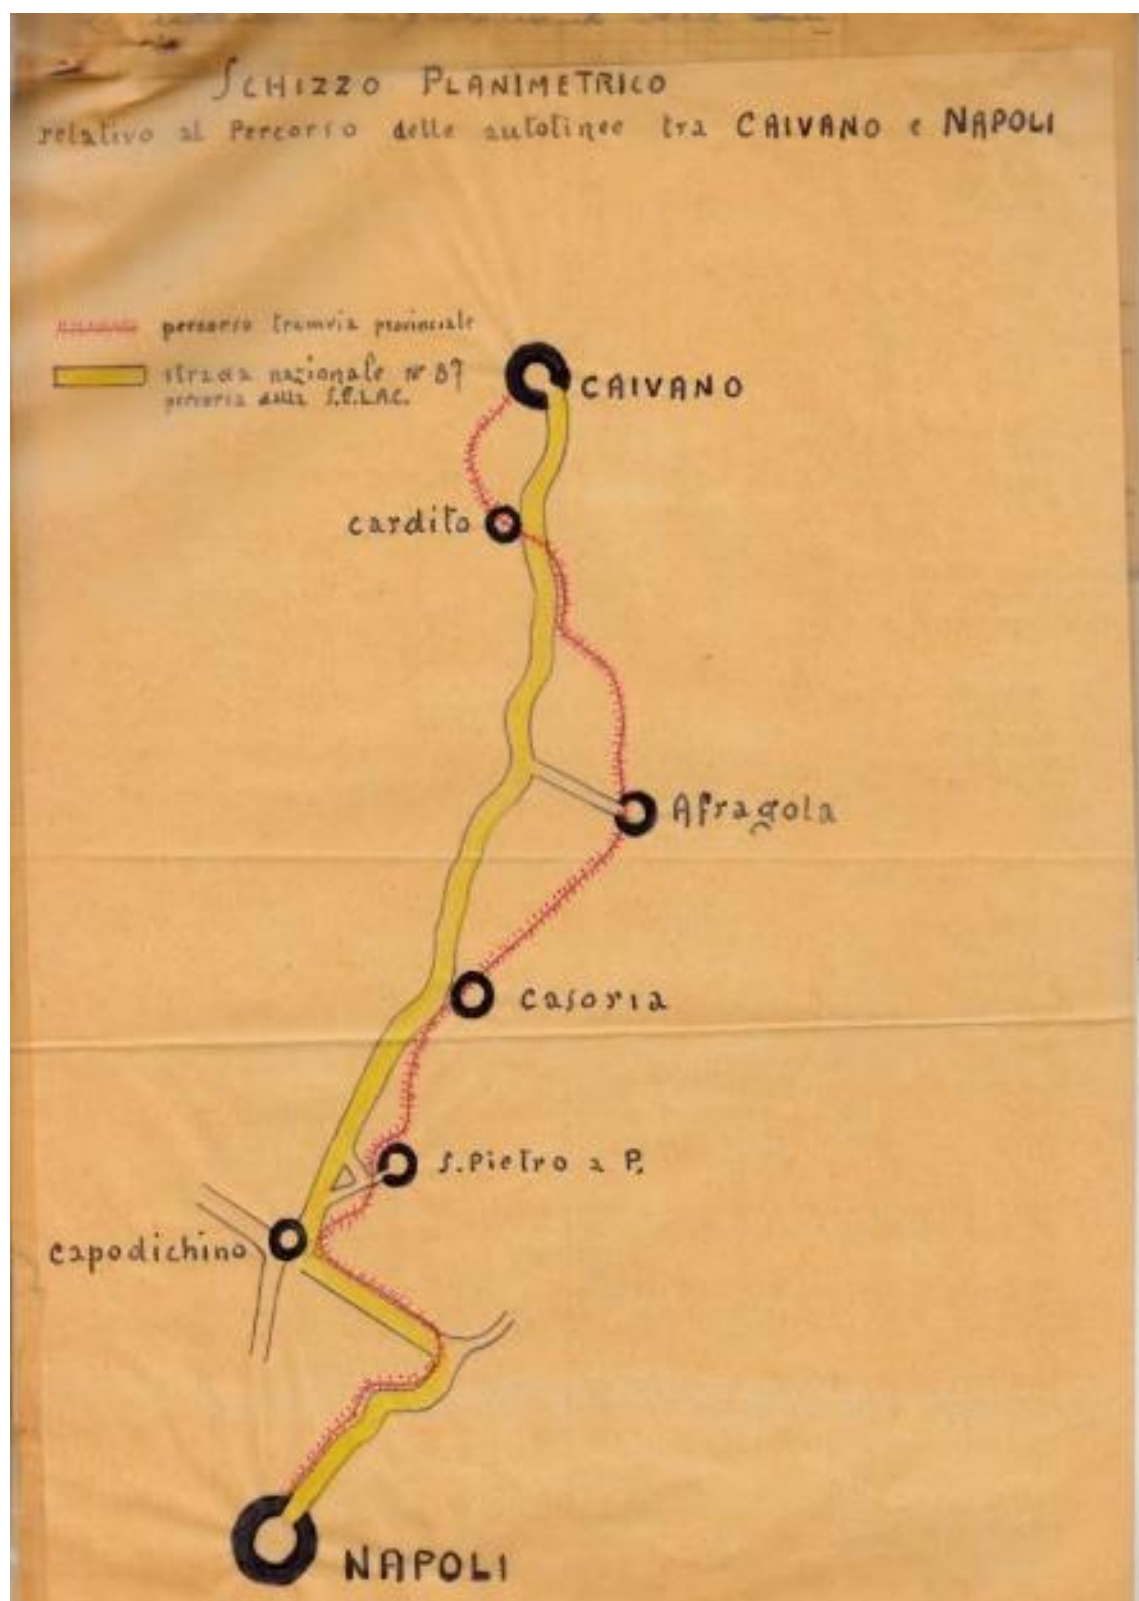 SCHIZZO PLANIMETRICO
relativo al Percorso delle autolinee tra CAIVANO e NAPOLI
percorso tramvia provinciale
strada nazionale n° 87
percorsa dalla
CAIVANO
cardito
Afragola
Casoria
S. Pietro a P.
capodichino
NAPOLI